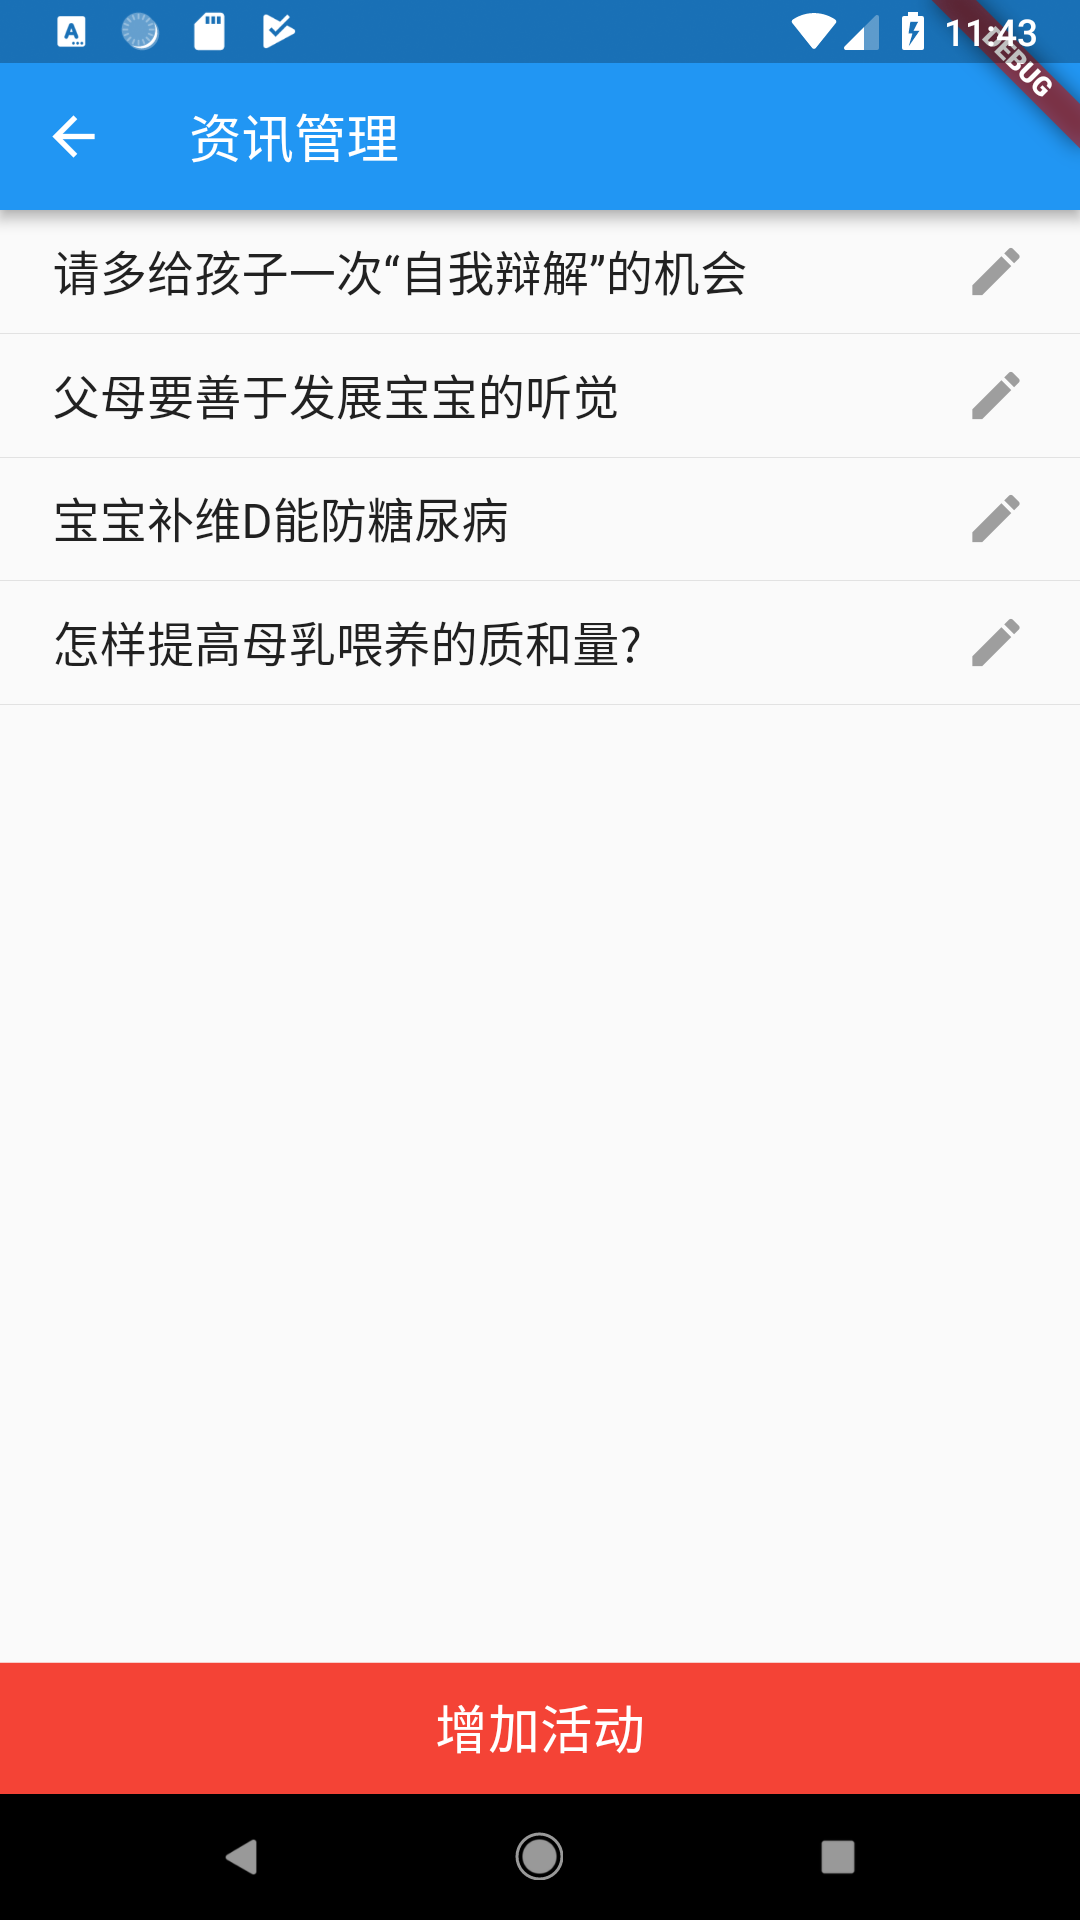 11:43
DEBUG
资讯管理
请多给孩子一次“自我辩解”的机会
父母要善于发展宝宝的听觉
宝宝补维D能防糖尿病
怎样提高母乳喂养的质和量?
增加活动